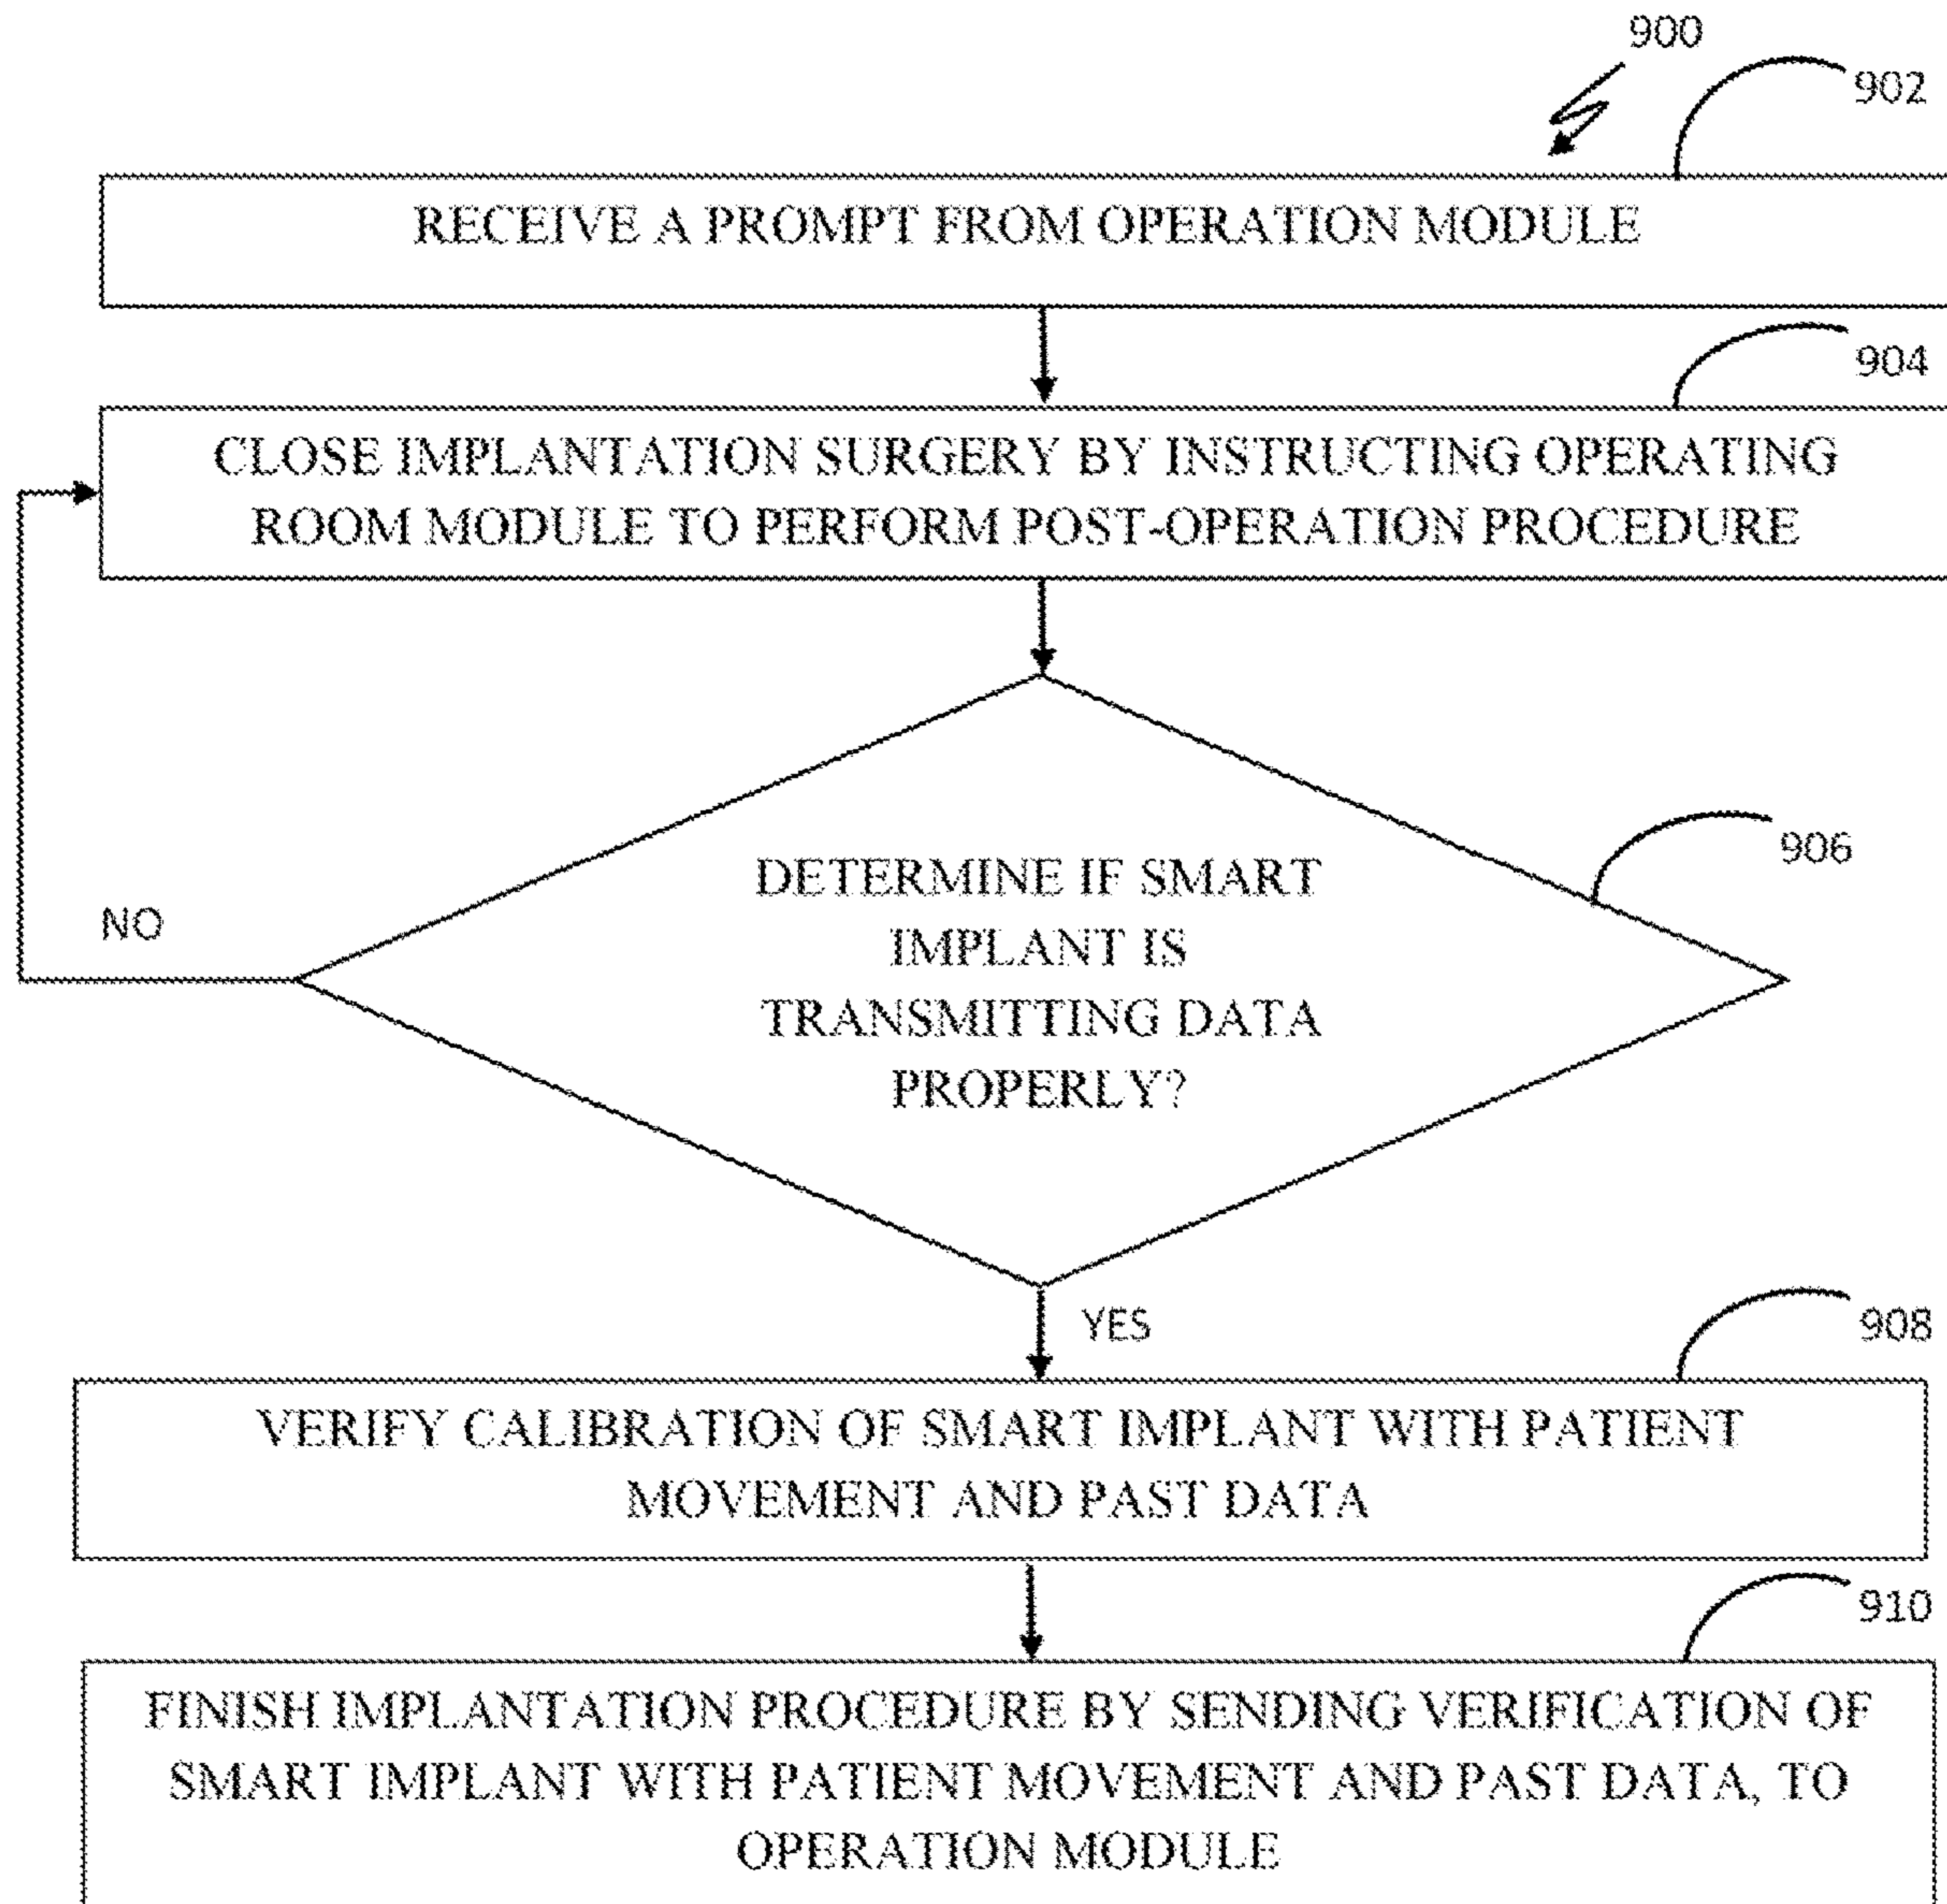 900
902
RECEIVE A PROMPT FROM OPERATION MODULE
904
CLOSE IMPLANTATION SURGERY BY INSTRUCTING OPERATING
ROOM MODULE TO PERFORM POST-OPERATION PROCEDURE
906
DETERMINE IF SMART
IMPLANT IS
TRANSMITTING DATA
PROPERLY?
NO
YES
908
VERIFY CALIBRATION OF SMART IMPLANT WITH PATIENT
MOVEMENT AND PAST DATA
910
FINISH IMPLANTATION PROCEDURE BY SENDING VERIFICATION OF
SMART IMPLANT WITH PATIENT MOVEMENT AND PAST DATA, TO
OPERATION MODULE